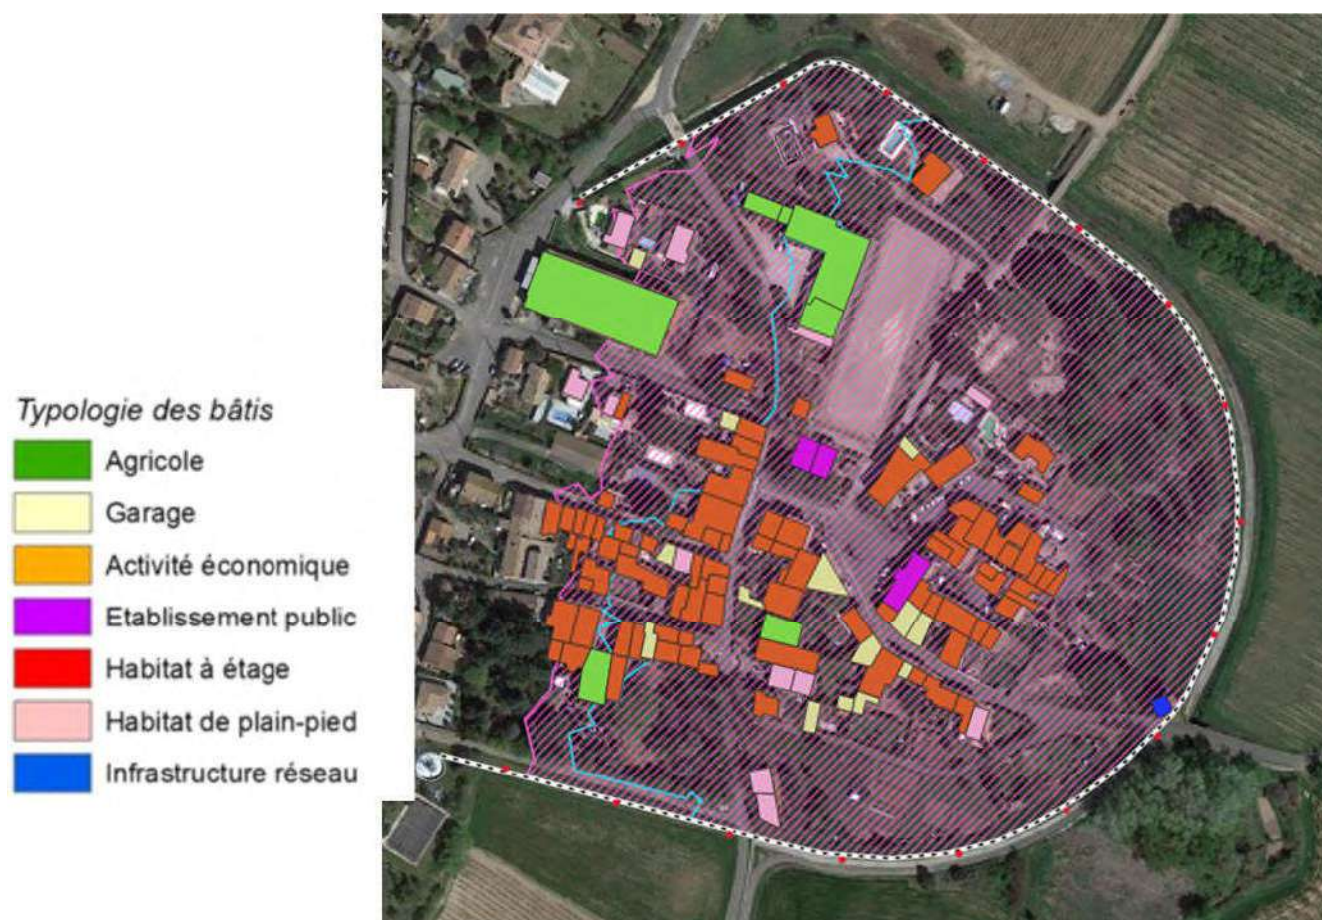 Typologie des bâtis
Agricole
Garage
Activité économique
Etablissement public
Habitat à étage
Habitat de plain-pied
Infrastructure réseau